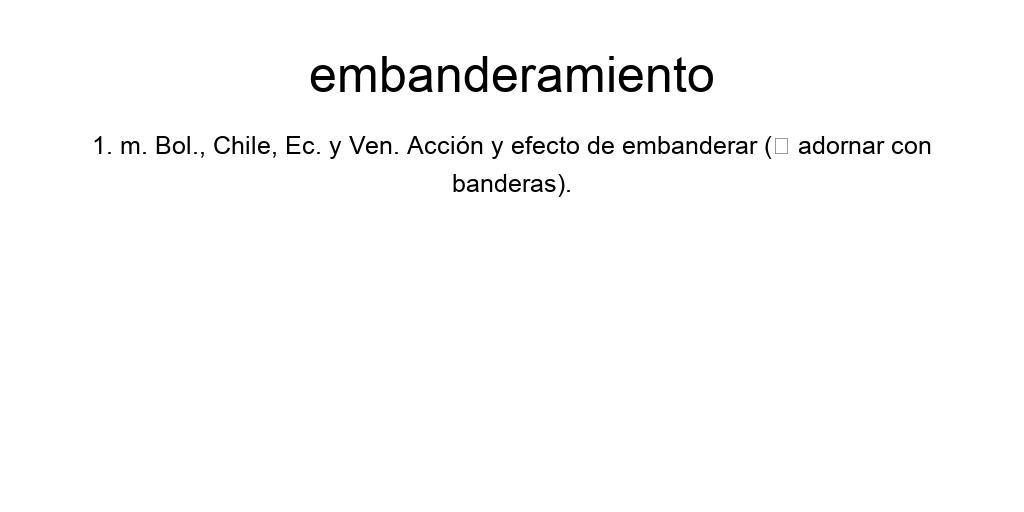 embanderamiento
1. m. Bol., Chile, Ec. y Ven. Acción y efecto de embanderar (□ adornar con
banderas).